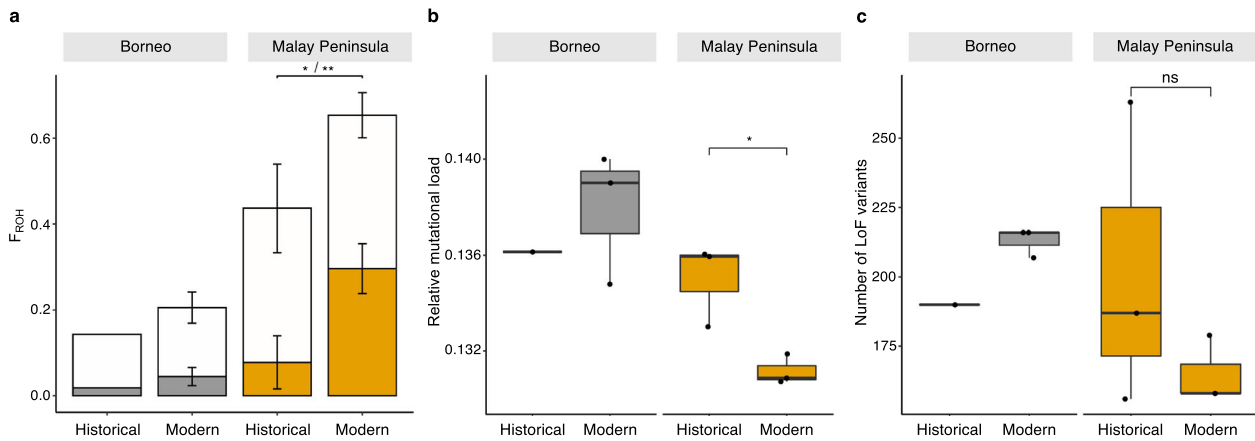 a
Borneo
Malay Peninsula
* / **
F_ROH
0.6
0.4
0.2
0.0
Historical
Modern
Historical
Modern
b
Borneo
Malay Peninsula
*
Relative mutational load
0.140
0.136
0.132
Historical
Modern
Historical
Modern
c
Borneo
Malay Peninsula
ns
Number of LoF variants
250
225
200
175
Historical
Modern
Historical
Modern